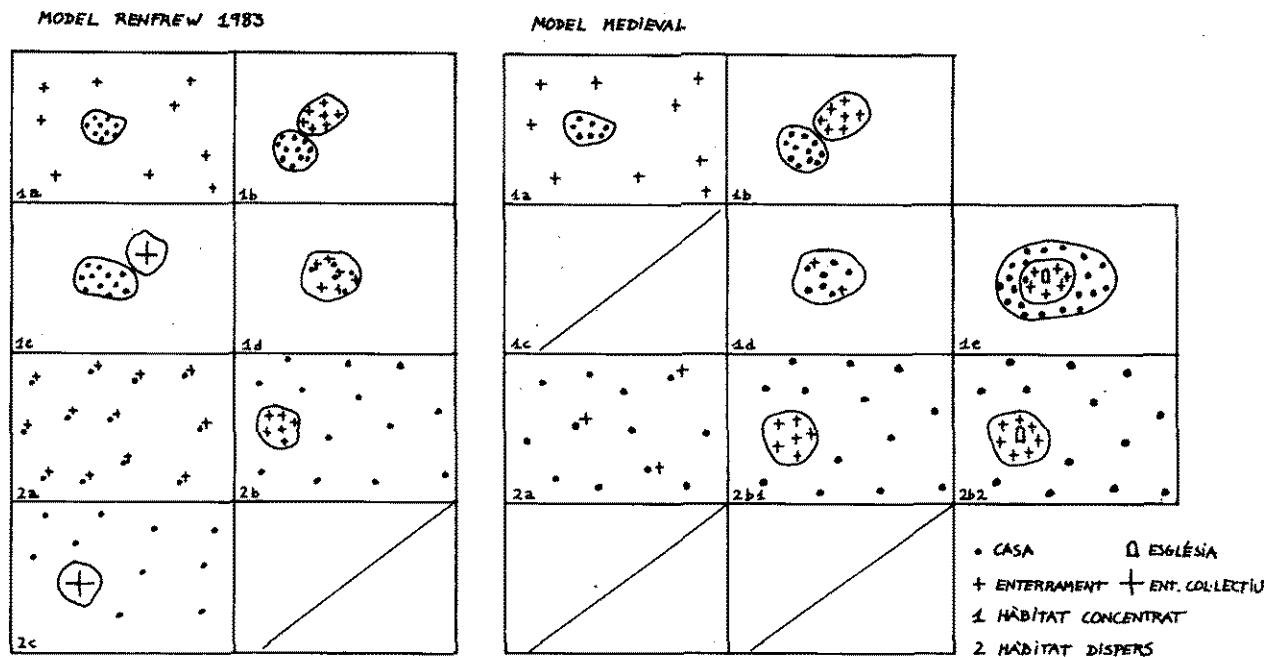 MODEL RENFREW 1983
MODEL MEDIEVAL
1a
1b
1c
1d
2a
2b
2c
1a
1b
1c
1d
1e
2a
2b1
2b2
• CASA
ESGLÉSIA
+ ENTERRAMENT
+ ENT. COL·LECTIU
1 HÀBITAT CONCENTRAT
2 HÀBITAT DISPERS